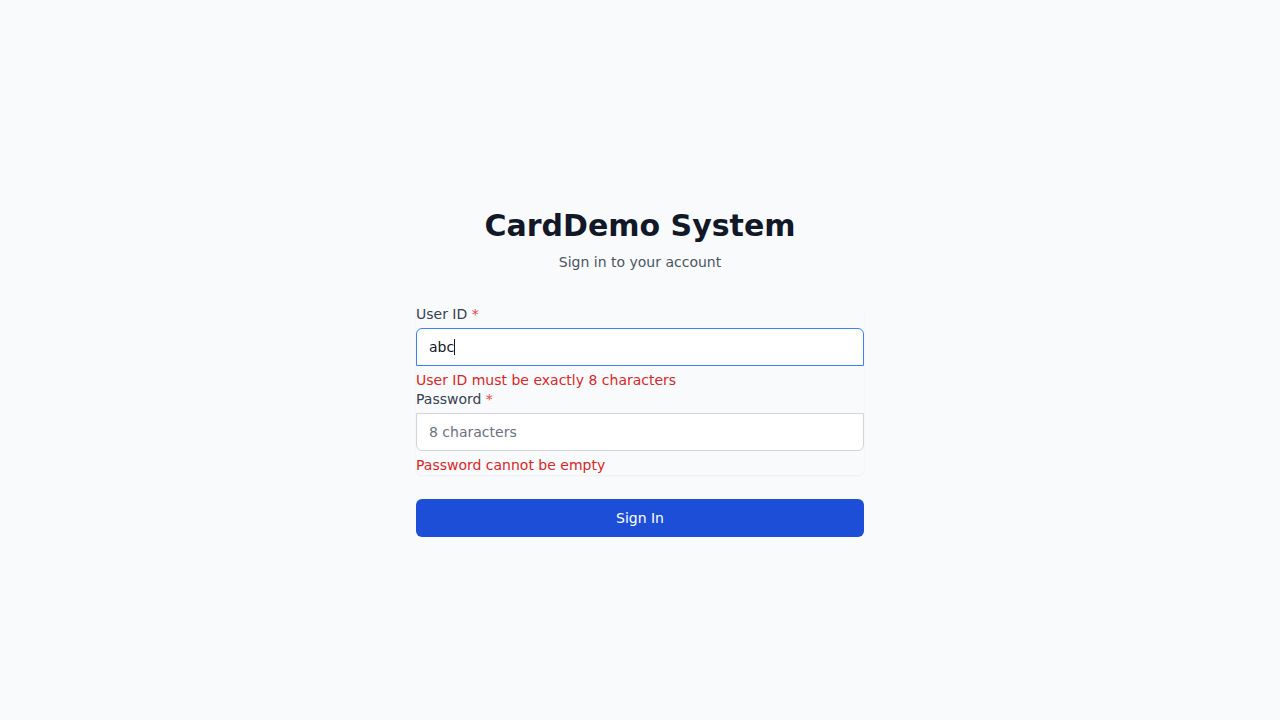 CardDemo System
Sign in to your account
User ID *
abc
User ID must be exactly 8 characters
Password *
8 characters
Password cannot be empty
Sign In